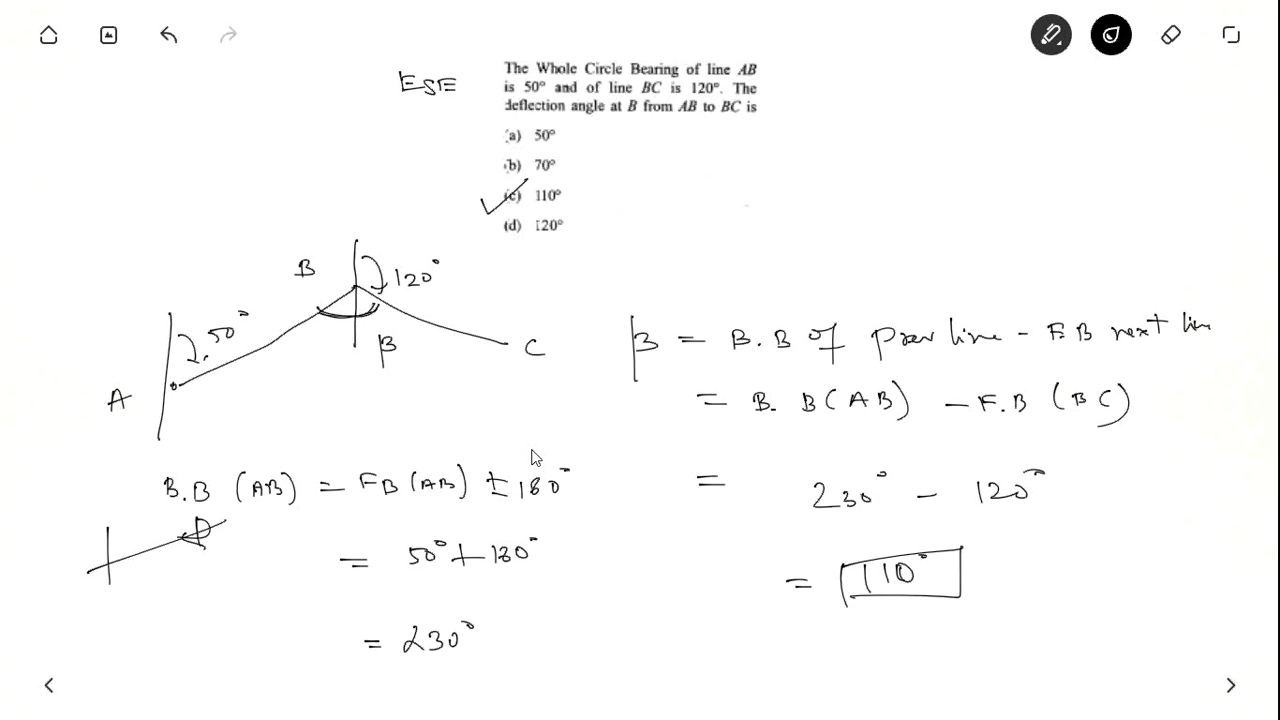 ESE
The Whole Circle Bearing of line AB
is 50° and of line BC is 120°. The
deflection angle at B from AB to BC is
(a) 50°
(b) 70°
(c) 110°
(d) 120°
B
120°
50°
A
β
C
β = B.B of prev line - F.B next line
= B.B (AB) - F.B (BC)
= 230° - 120°
= 110°
B.B (AB) = FB (AB) ± 180°
= 50° + 180°
= 230°